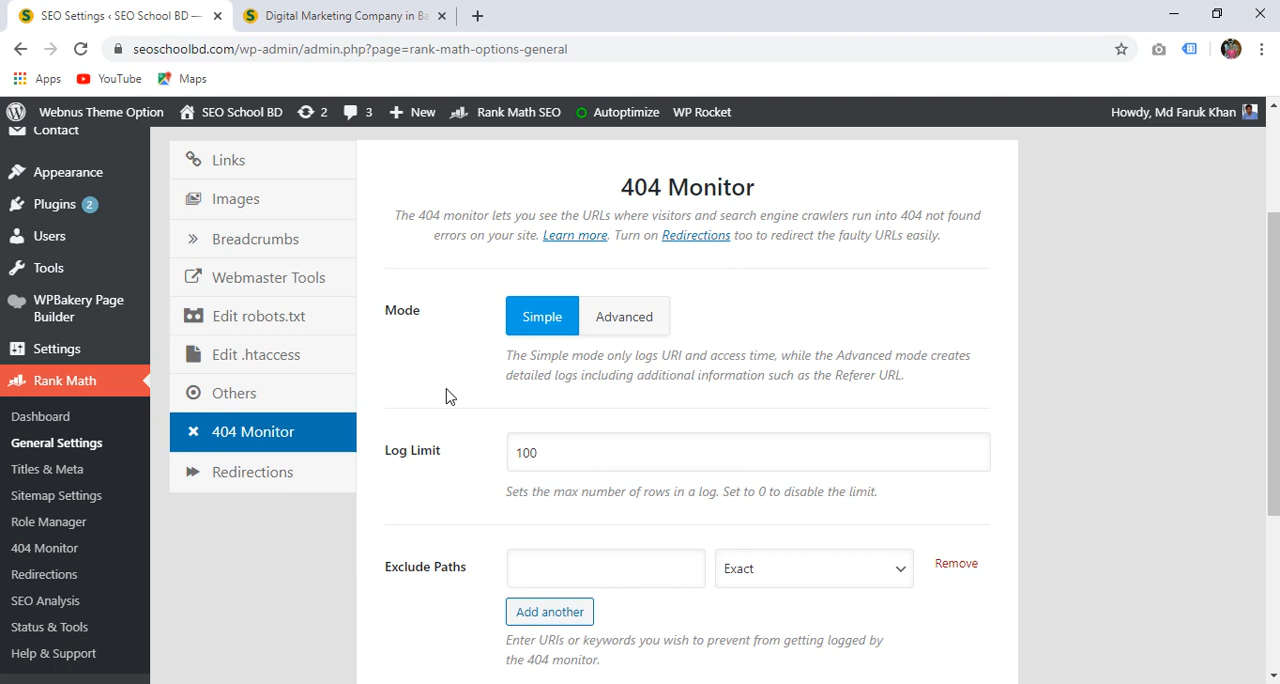 SEO Settings ‹ SEO School BD —
Digital Marketing Company in Ba
seoschoolbd.com/wp-admin/admin.php?page=rank-math-options-general
Apps YouTube Maps
Webnus Theme Option SEO School BD 2 3 New Rank Math SEO Autoptimize WP Rocket Howdy, Md Faruk Khan
Contact
Appearance
Plugins 2
Users
Tools
WPBakery Page
Builder
Settings
Rank Math
Dashboard
General Settings
Titles & Meta
Sitemap Settings
Role Manager
404 Monitor
Redirections
SEO Analysis
Status & Tools
Help & Support
Links
Images
Breadcrumbs
Webmaster Tools
Edit robots.txt
Edit .htaccess
Others
404 Monitor
Redirections
404 Monitor
The 404 monitor lets you see the URLs where visitors and search engine crawlers run into 404 not found
errors on your site. Learn more. Turn on Redirections too to redirect the faulty URLs easily.
Mode
Simple Advanced
The Simple mode only logs URI and access time, while the Advanced mode creates
detailed logs including additional information such as the Referer URL.
Log Limit
100
Sets the max number of rows in a log. Set to 0 to disable the limit.
Exclude Paths
Exact
Remove
Add another
Enter URIs or keywords you wish to prevent from getting logged by
the 404 monitor.